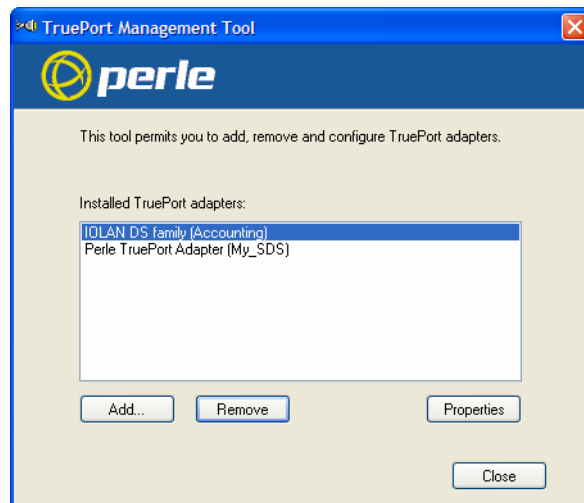 TruePort Management Tool
perle
This tool permits you to add, remove and configure TruePort adapters.
Installed TruePort adapters:
IOLAN DS family (Accounting)
Perle TruePort Adapter (My_SDS)
Add... Remove Properties
Close